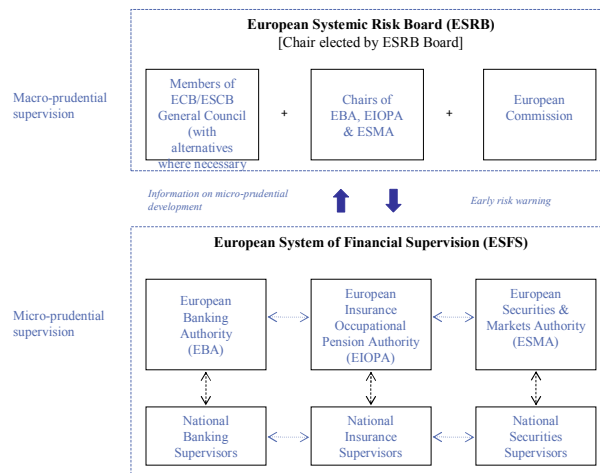 European Systemic Risk Board (ESRB)
[Chair elected by ESRB Board]
Macro-prudential
supervision
Members of
ECB/ESCB
General Council
(with
alternatives
where necessary
+
Chairs of
EBA, EIOPA
& ESMA
+
European
Commission
Information on micro-prudential
development
Early risk warning
European System of Financial Supervision (ESFS)
Micro-prudential
supervision
European
Banking
Authority
(EBA)
European
Insurance
Occupational
Pension Authority
(EIOPA)
European
Securities &
Markets Authority
(ESMA)
National
Banking
Supervisors
National
Insurance
Supervisors
National
Securities
Supervisors